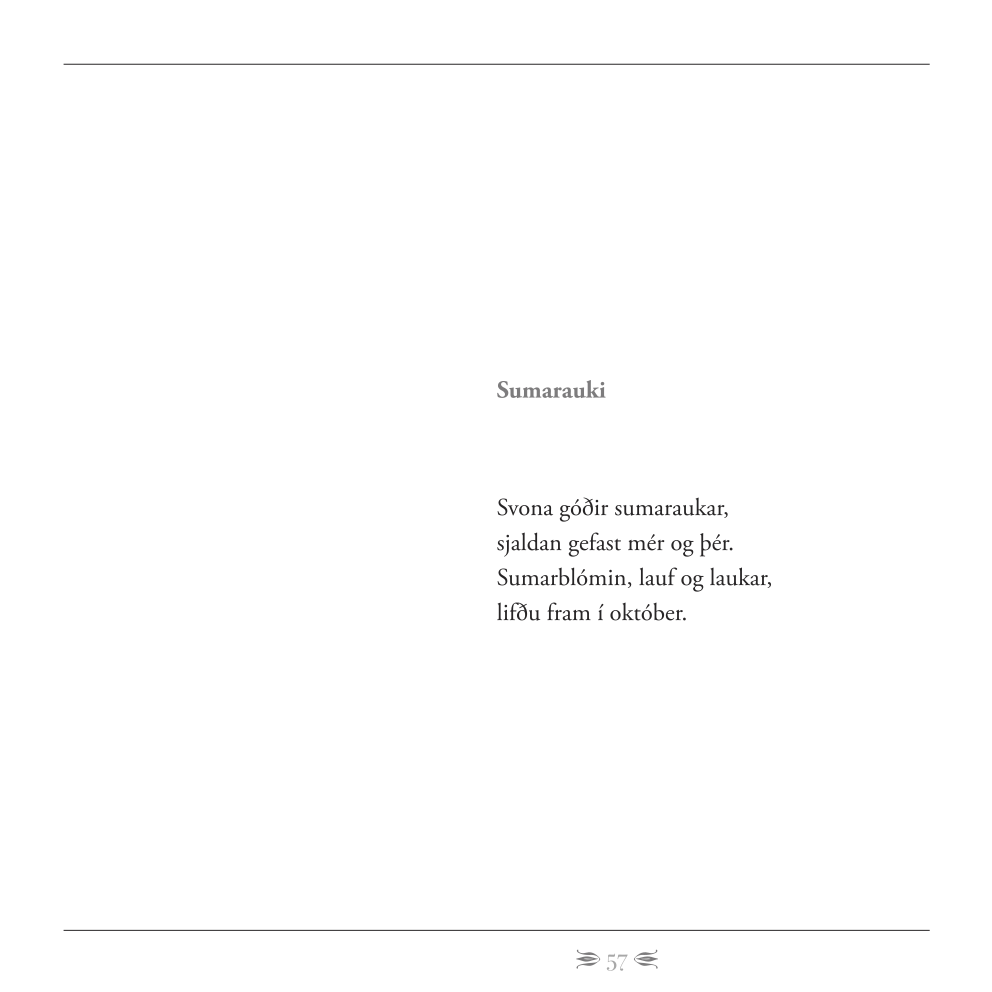 Sumarauki
Svona góðir sumaraukar,
sjaldan gefast mér og þér.
Sumarblómin, lauf og laukar,
lifðu fram í október.
57